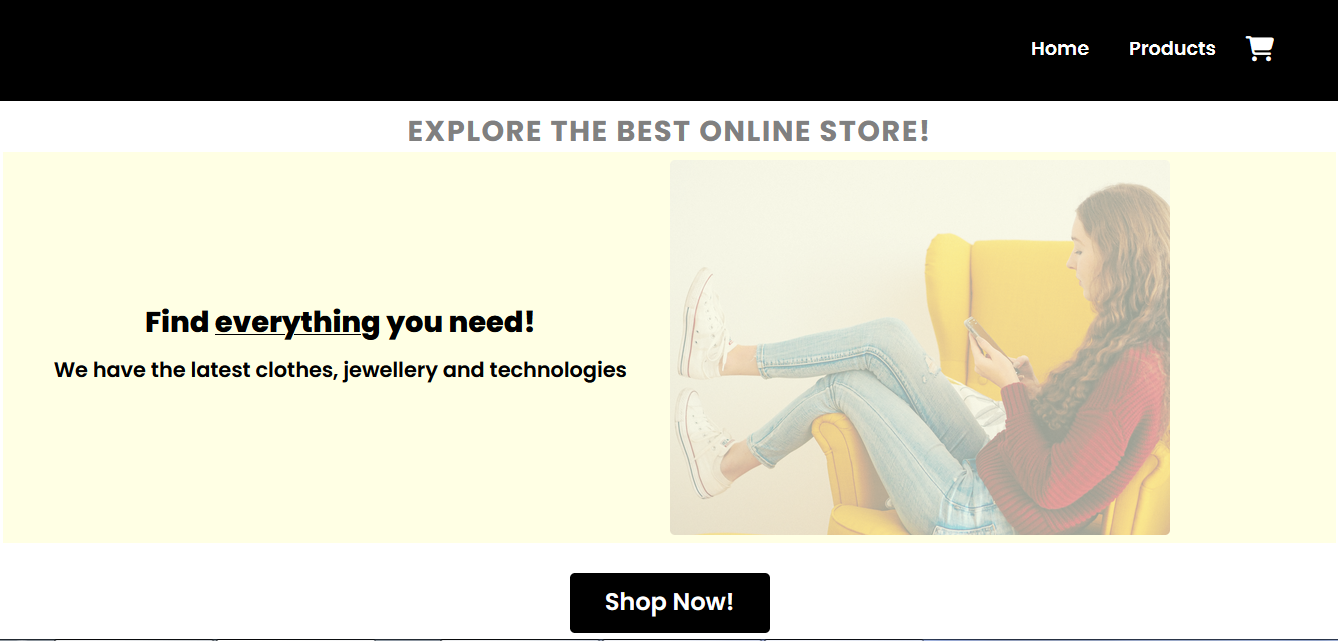 Home Products
EXPLORE THE BEST ONLINE STORE!
Find everything you need!
We have the latest clothes, jewellery and technologies
Shop Now!